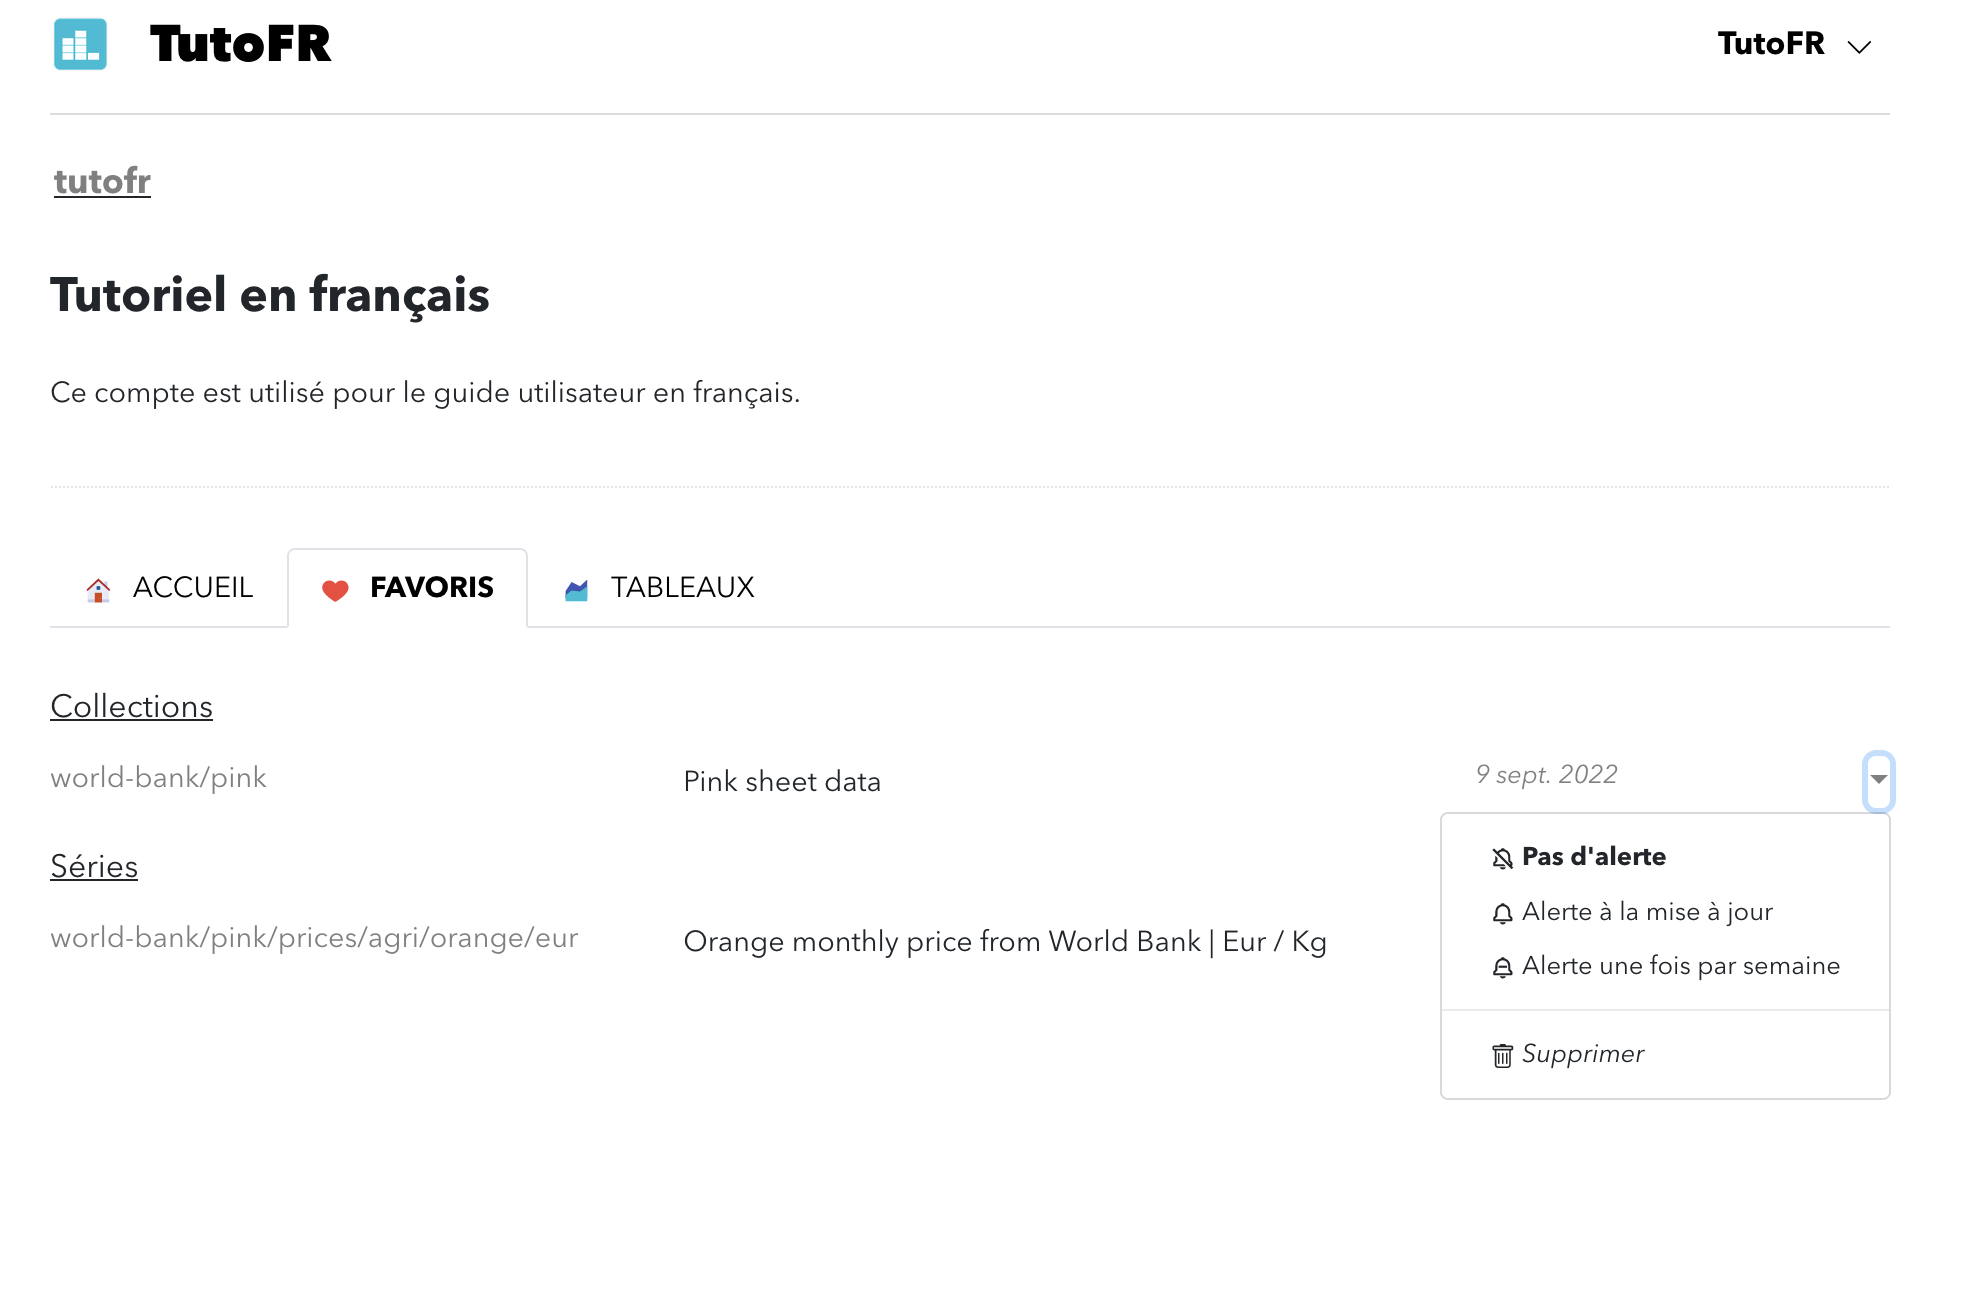 TutoFR
TutoFR
tutofr
Tutoriel en français
Ce compte est utilisé pour le guide utilisateur en français.
ACCUEIL
FAVORIS
TABLEAUX
Collections
world-bank/pink
Pink sheet data
9 sept. 2022
Séries
world-bank/pink/prices/agri/orange/eur
Orange monthly price from World Bank | Eur / Kg
Pas d'alerte
Alerte à la mise à jour
Alerte une fois par semaine
Supprimer